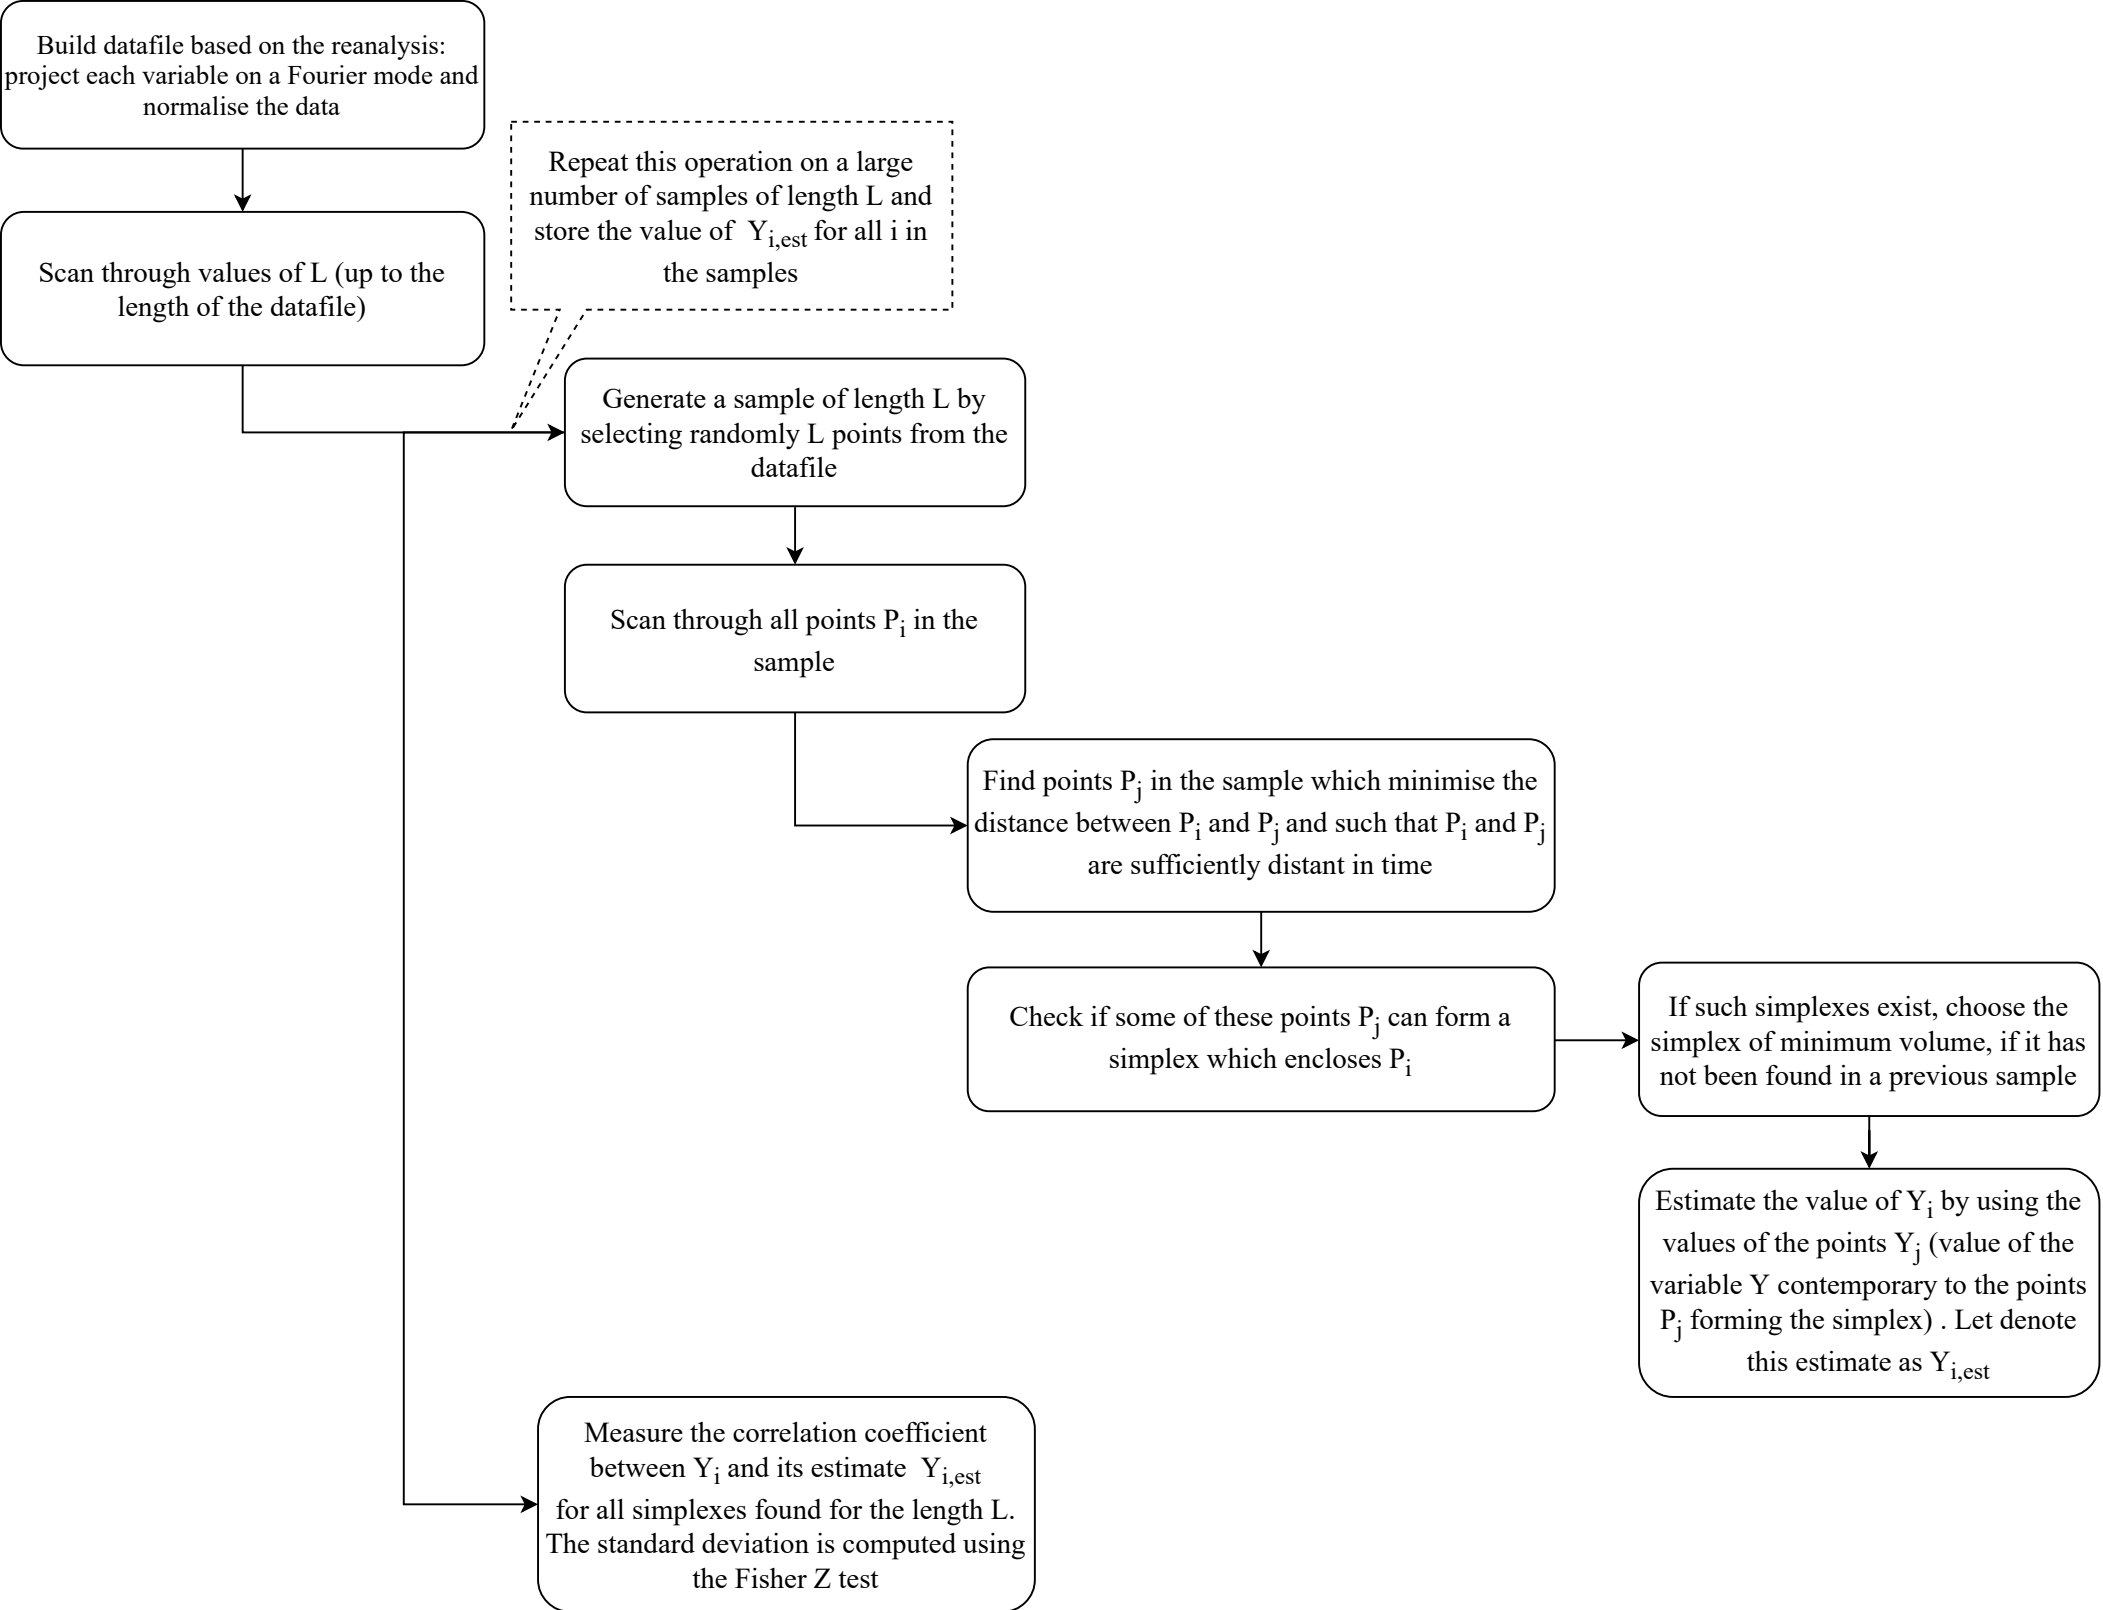 Build datafile based on the reanalysis:
project each variable on a Fourier mode and
normalise the data
Scan through values of L (up to the
length of the datafile)
Repeat this operation on a large
number of samples of length L and
store the value of Yi,est for all i in
the samples
Generate a sample of length L by
selecting randomly L points from the
datafile
Scan through all points Pi in the
sample
Find points Pj in the sample which minimise the
distance between Pi and Pj and such that Pi and Pj
are sufficiently distant in time
Check if some of these points Pj can form a
simplex which encloses Pi
If such simplexes exist, choose the
simplex of minimum volume, if it has
not been found in a previous sample
Estimate the value of Yi by using the
values of the points Yj (value of the
variable Y contemporary to the points
Pj forming the simplex) . Let denote
this estimate as Yi,est
Measure the correlation coefficient
between Yi and its estimate Yi,est
for all simplexes found for the length L.
The standard deviation is computed using
the Fisher Z test